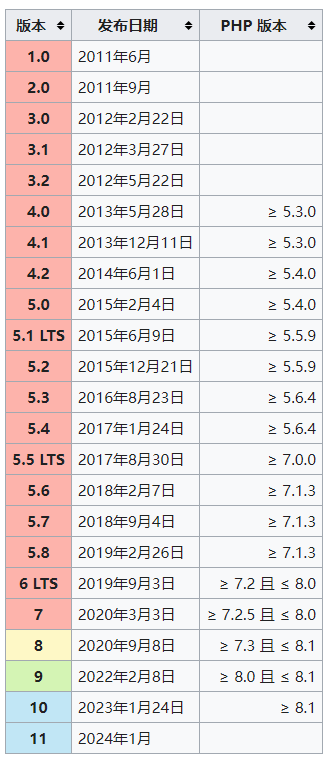 版本 发布日期 PHP 版本
1.0 2011年6月
2.0 2011年9月
3.0 2012年2月22日
3.1 2012年3月27日
3.2 2012年5月22日
4.0 2013年5月28日 ≥ 5.3.0
4.1 2013年12月11日 ≥ 5.3.0
4.2 2014年6月1日 ≥ 5.4.0
5.0 2015年2月4日 ≥ 5.4.0
5.1 LTS 2015年6月9日 ≥ 5.5.9
5.2 2015年12月21日 ≥ 5.5.9
5.3 2016年8月23日 ≥ 5.6.4
5.4 2017年1月24日 ≥ 5.6.4
5.5 LTS 2017年8月30日 ≥ 7.0.0
5.6 2018年2月7日 ≥ 7.1.3
5.7 2018年9月4日 ≥ 7.1.3
5.8 2019年2月26日 ≥ 7.1.3
6 LTS 2019年9月3日 ≥ 7.2 且 ≤ 8.0
7 2020年3月3日 ≥ 7.2.5 且 ≤ 8.0
8 2020年9月8日 ≥ 7.3 且 ≤ 8.1
9 2022年2月8日 ≥ 8.0 且 ≤ 8.1
10 2023年1月24日 ≥ 8.1
11 2024年1月